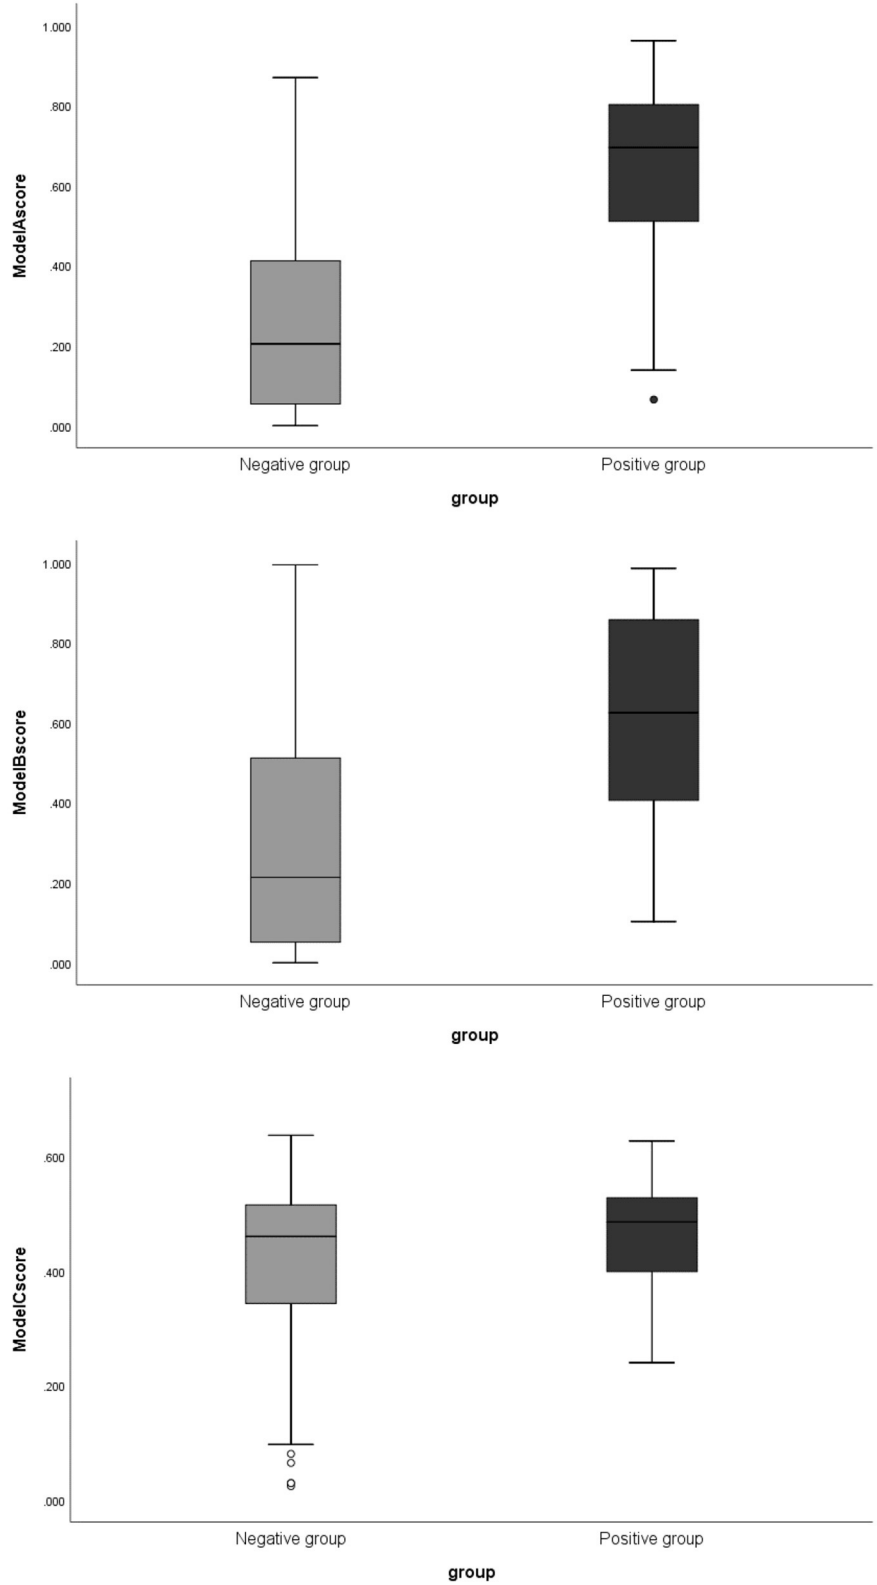 ModelAscore
1.000
.800
.600
.400
.200
.000
Negative group
Positive group
group
ModelBscore
1.000
.800
.600
.400
.200
.000
Negative group
Positive group
group
ModelCscore
.600
.400
.200
.000
Negative group
Positive group
group